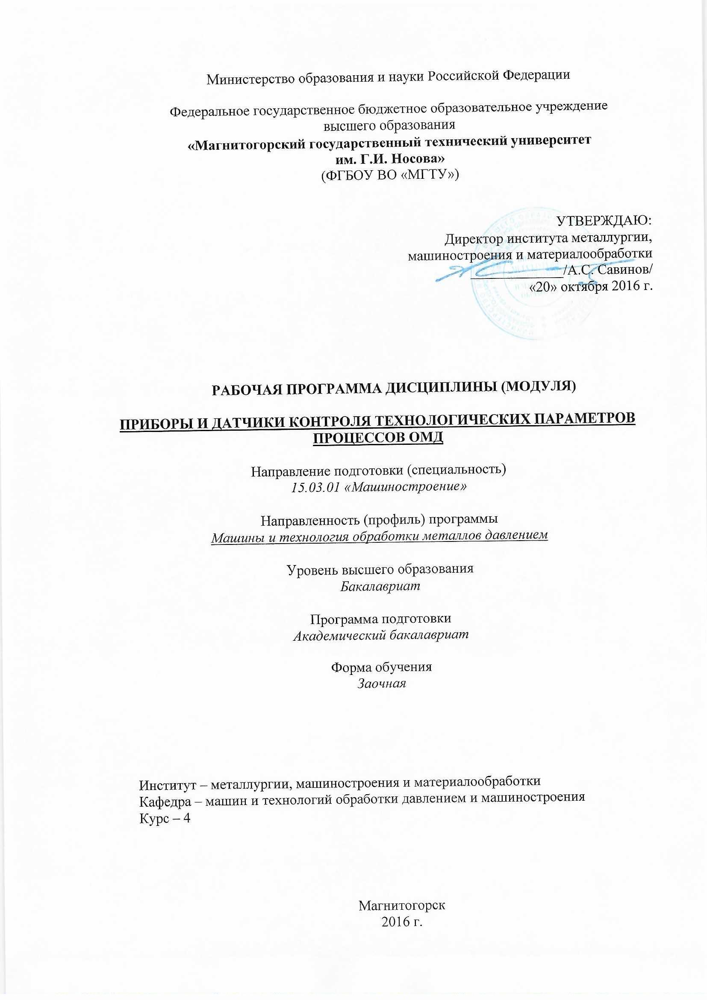 Министерство образования и науки Российской Федерации
Федеральное государственное бюджетное образовательное учреждение
высшего образования
«Магнитогорский государственный технический университет
им. Г.И. Носова»
(ФГБОУ ВО «МГТУ»)
УТВЕРЖДАЮ:
Директор института металлургии,
машиностроения и материалообработки
/А.С. Савинов/
«20» октября 2016 г.
РАБОЧАЯ ПРОГРАММА ДИСЦИПЛИНЫ (МОДУЛЯ)
ПРИБОРЫ И ДАТЧИКИ КОНТРОЛЯ ТЕХНОЛОГИЧЕСКИХ ПАРАМЕТРОВ
ПРОЦЕССОВ ОМД
Направление подготовки (специальность)
15.03.01 «Машиностроение»
Направленность (профиль) программы
Машины и технология обработки металлов давлением
Уровень высшего образования
Бакалавриат
Программа подготовки
Академический бакалавриат
Форма обучения
Заочная
Институт – металлургии, машиностроения и материалообработки
Кафедра – машин и технологий обработки давлением и машиностроения
Курс – 4
Магнитогорск
2016 г.